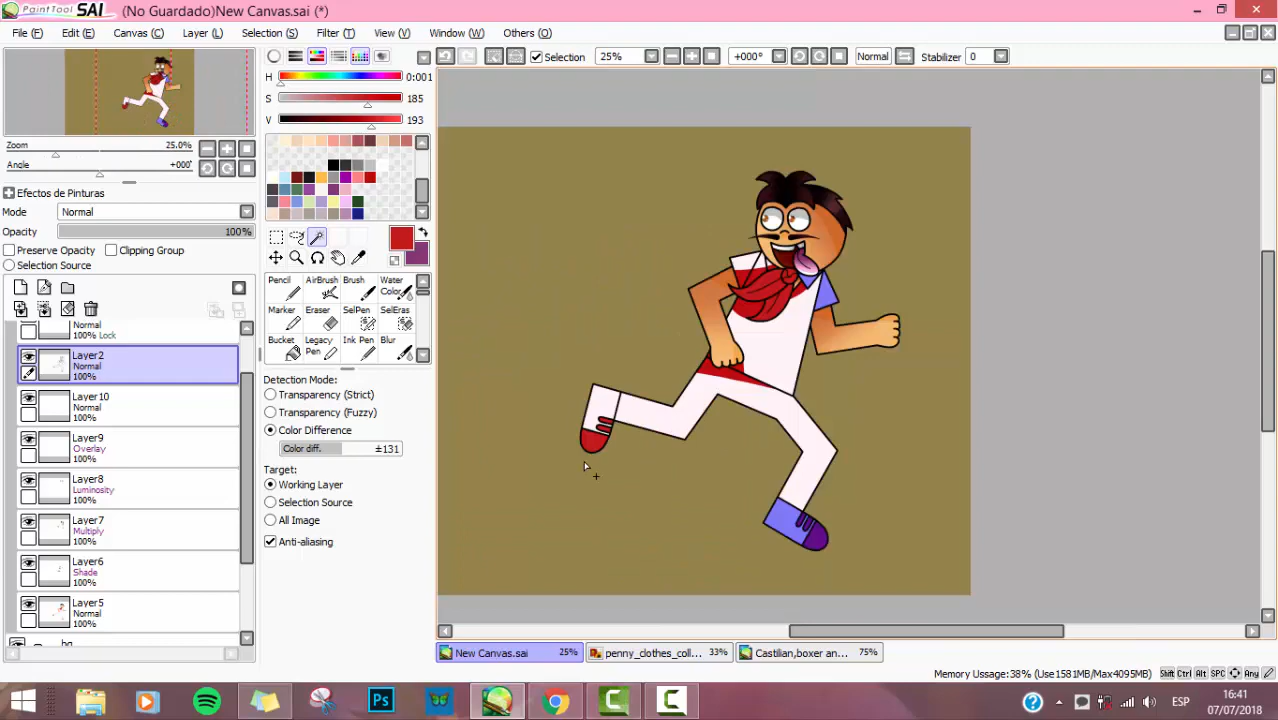 PaintTool SAI (No Guardado)New Canvas.sai (*)
File (F) Edit (E) Canvas (C) Layer (L) Selection (S) Filter (T) View (V) Window (W) Others (O)
Selection 25% +000° Normal Stabilizer 0
H 0:001
S 185
V 193
Zoom 25.0%
Angle +000°
Effectos de Pinturas
Mode Normal
Opacity 100%
Preserve Opacity Clipping Group
Selection Source
Normal
100% Lock
Layer2
Normal
100%
Layer10
Normal
100%
Layer9
Overlay
100%
Layer8
Luminosity
100%
Layer7
Multiply
100%
Layer6
Shade
100%
Layer5
Normal
100%
bg
Pencil AirBrush Brush Water Color
Marker Eraser SelPen SelEras
Bucket Legacy Pen Ink Pen Blur
Detection Mode:
Transparency (Strict)
Transparency (Fuzzy)
Color Difference
Color diff. ±131
Target:
Working Layer
Selection Source
All Image
Anti-aliasing
New Canvas.sai 25% penny_clothes_coll... 33% Castilian,boxer an... 75%
Memory Usage:38% (Use1581MB/Max4095MB) Shift Ctrl Alt SPC Any
Ps
ESP
16:41
07/07/2018